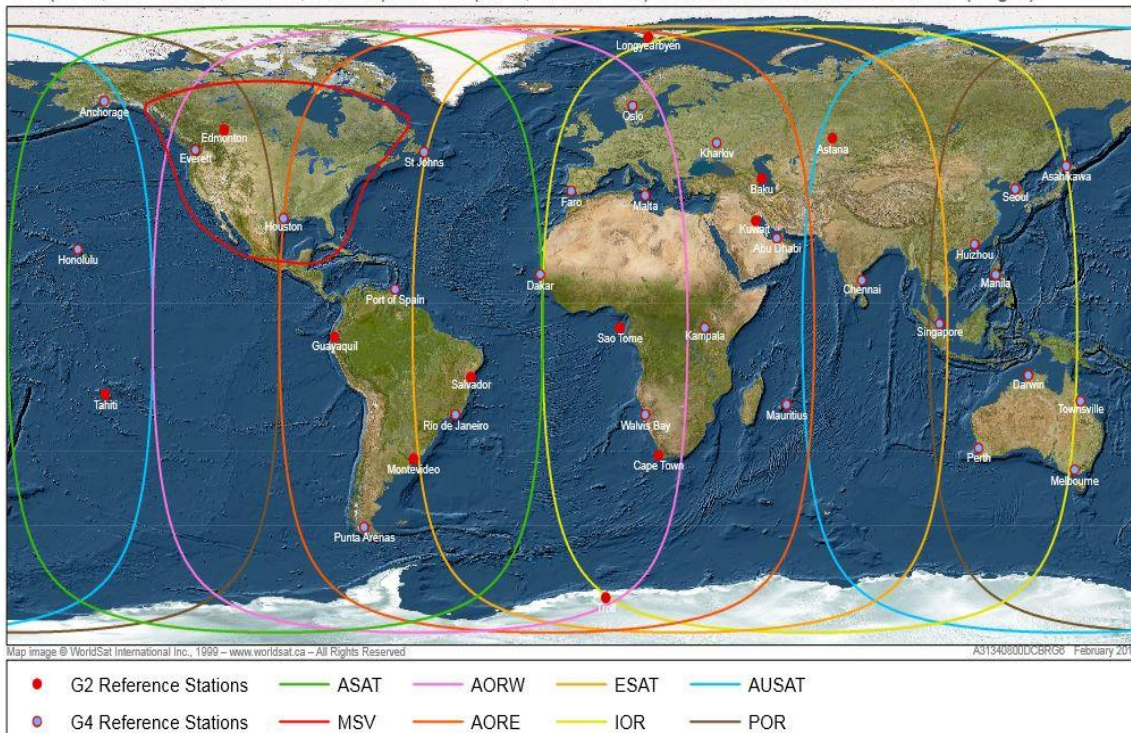 Longyearbyen
Anchorage
Oslo
Edmonton
Everett
St Johns
Kharkiv
Astana
Asahikawa
Baku
Seoul
Faro
Malta
Houston
Kuwait
Abu Dhabi
Honolulu
Huizhou
Dakar
Chennai
Manila
Port of Spain
Guayaquil
Sao Tome
Kampala
Singapore
Salvador
Darwin
Tahiti
Rio de Janeiro
Walvis Bay
Mauritius
Townsville
Montevideo
Cape Town
Perth
Melbourne
Punta Arenas
Troll
Map image © WorldSat International Inc., 1999 – www.worldsat.ca – All Rights Reserved
A31340800DCBRG6 February 201
G2 Reference Stations ASAT AORW ESAT AUSAT
G4 Reference Stations MSV AORE IOR POR